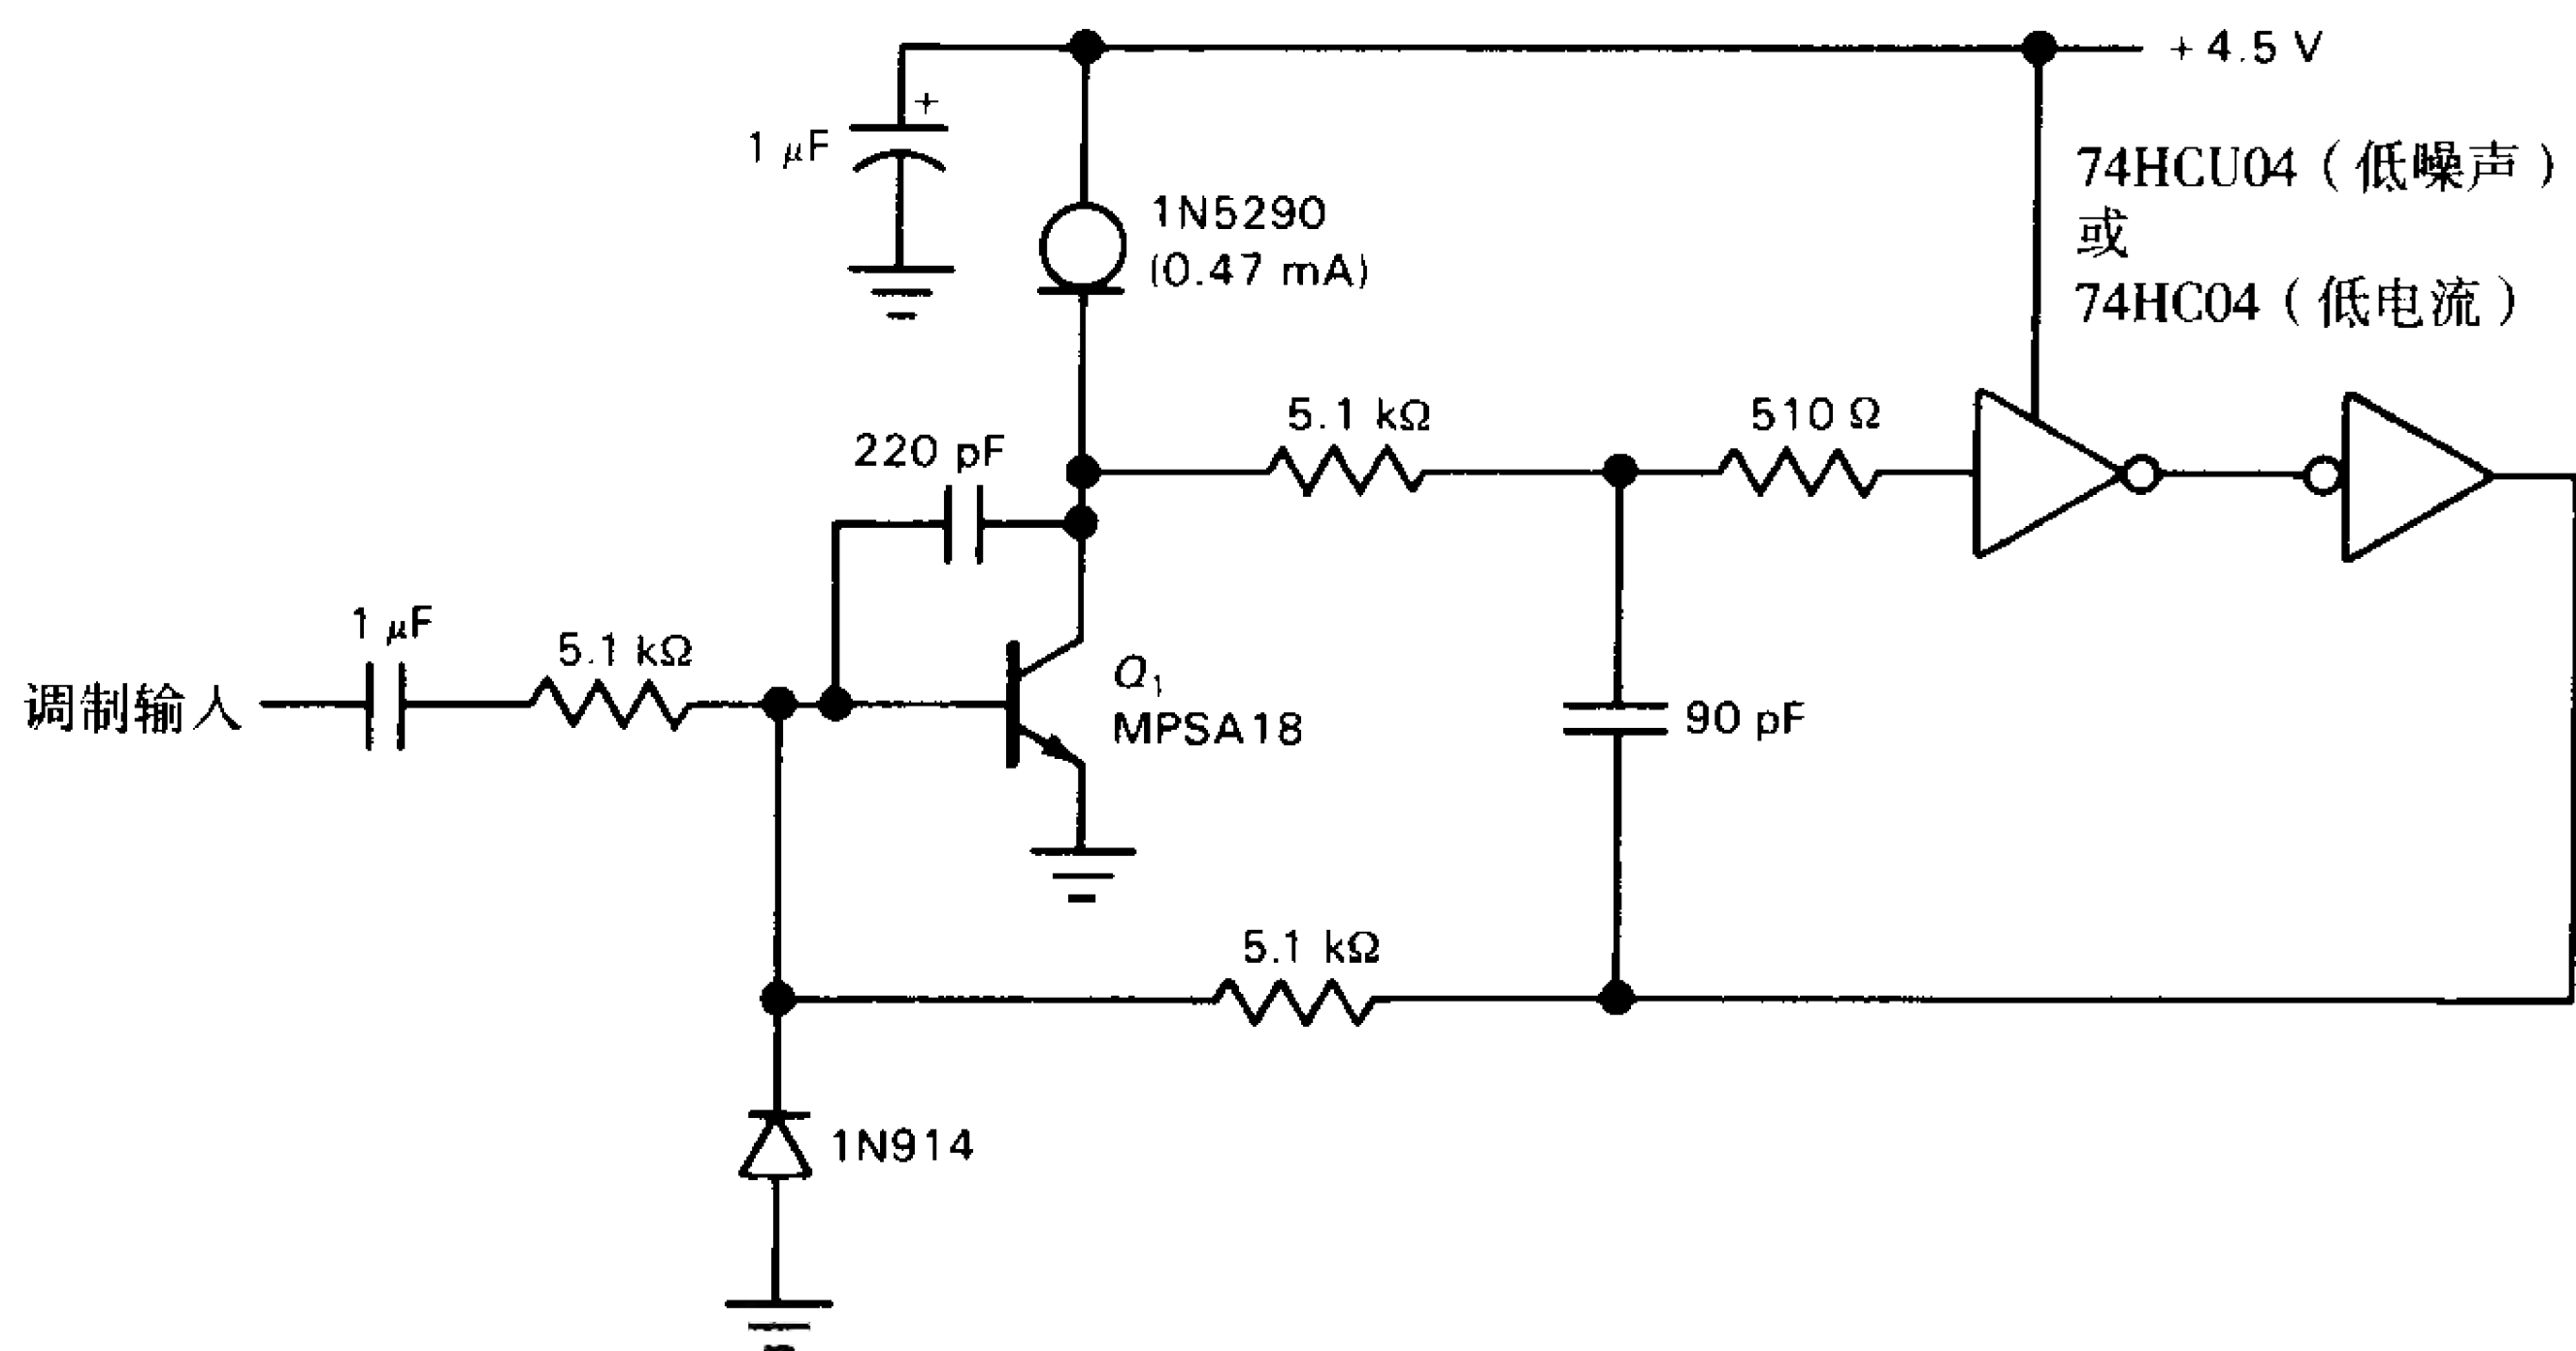 + 4.5 V
1 μF
+
74HCU04（低噪声）
或
74HC04（低电流）
1N5290
(0.47 mA)
5.1 kΩ
510 Ω
220 pF
1 μF
5.1 kΩ
调制输入
Q₁
MPSA18
90 pF
5.1 kΩ
1N914